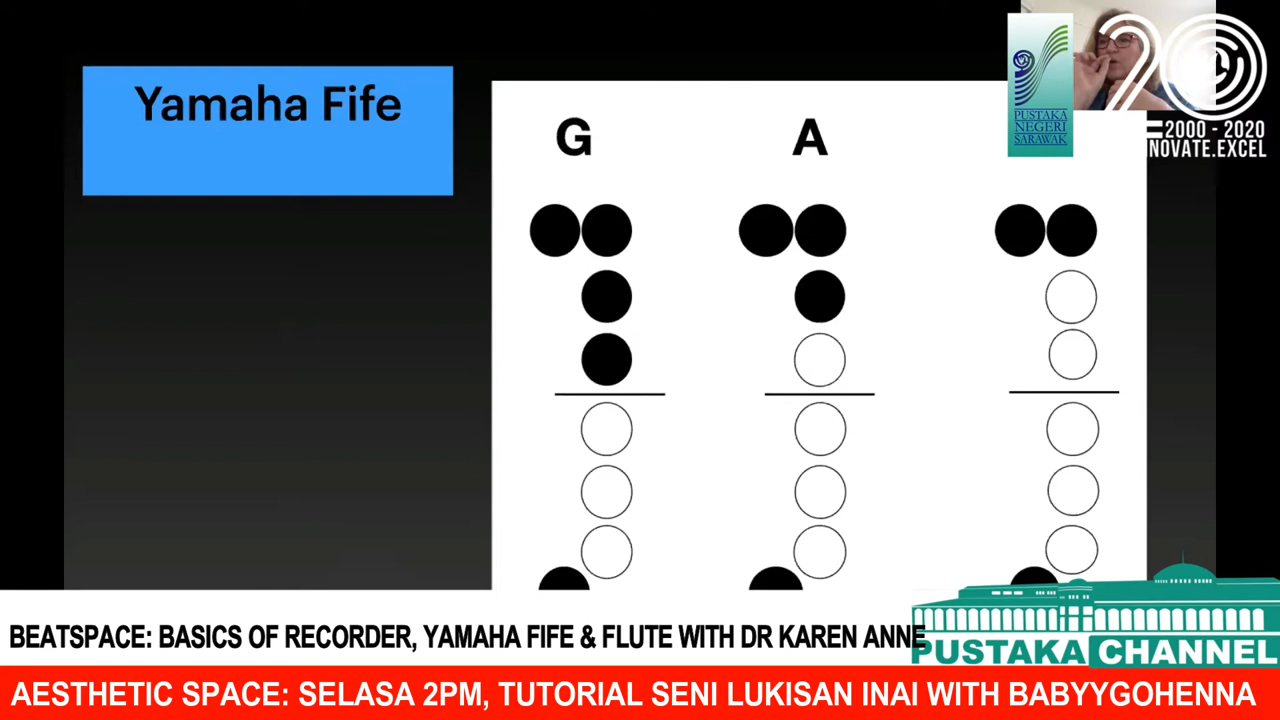 Yamaha Fife
G
A
PUSTAKA
NEGERI
SARAWAK
20
2000 - 2020
NOVATE.EXCEL
BEATSPACE: BASICS OF RECORDER, YAMAHA FIFE & FLUTE WITH DR KAREN ANNE
PUSTAKA CHANNEL
AESTHETIC SPACE: SELASA 2PM, TUTORIAL SENI LUKISAN INAI WITH BABYYGOHENNA